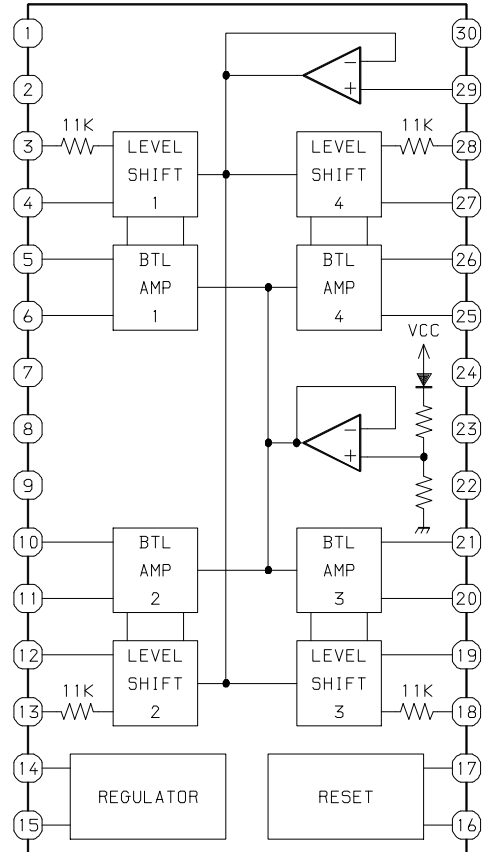 1 30
2 29
- +
11K 11K
3 28
LEVEL SHIFT 1
LEVEL SHIFT 4
4 27
5 26
BTL AMP 1
BTL AMP 4
6 25
VCC
7 24
8 23
- +
9 22
10 21
BTL AMP 2
BTL AMP 3
11 20
12 19
LEVEL SHIFT 2
LEVEL SHIFT 3
11K 11K
13 18
14 17
REGULATOR RESET
15 16